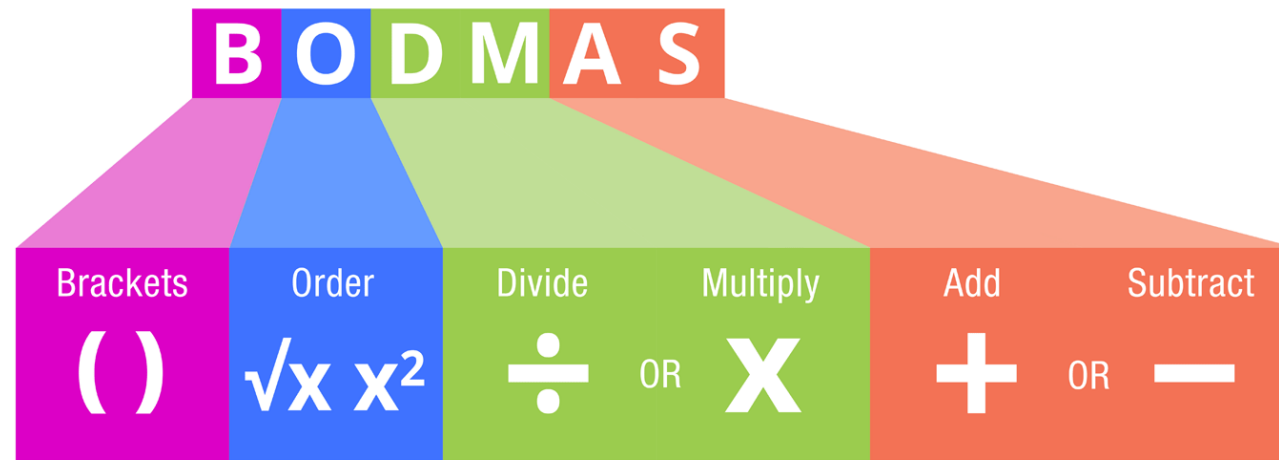 BODMAS
Brackets Order Divide Multiply Add Subtract
( ) √x x² ÷ OR x + OR −